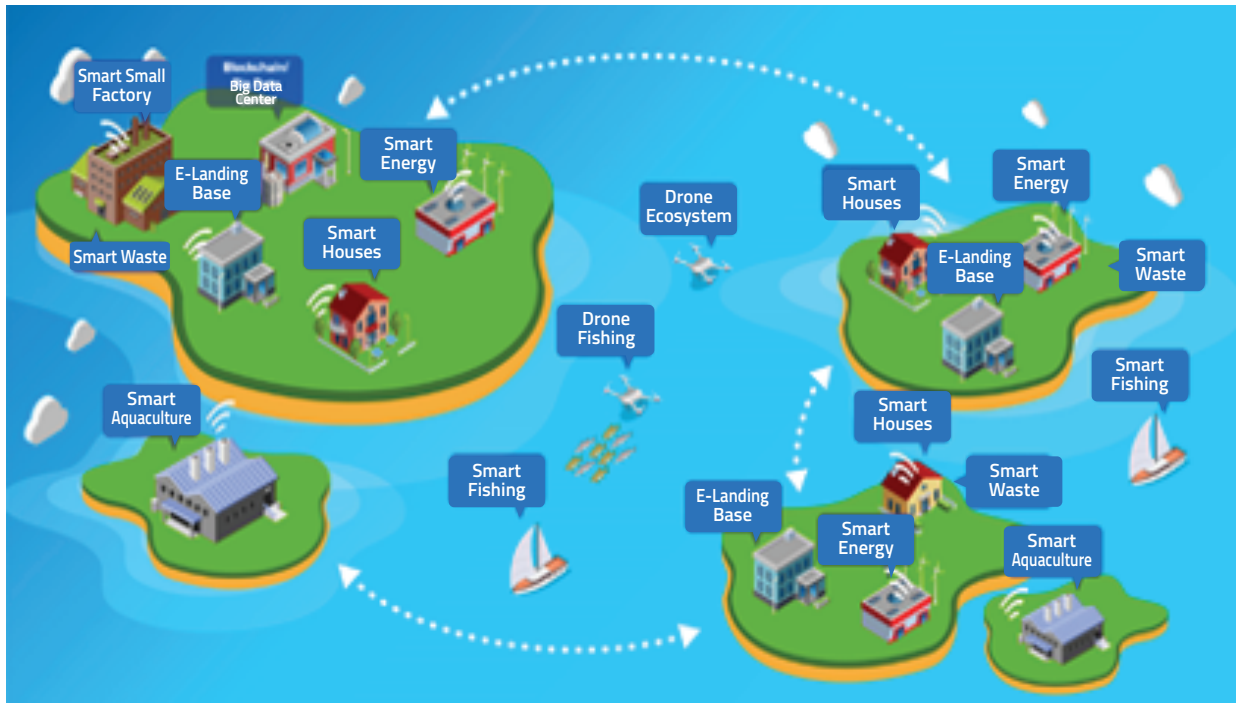 Smart Small
Factory
Blockchain/
Big Data
Center
Smart
Energy
E-Landing
Base
Smart
Houses
Smart Waste
Drone
Ecosystem
Drone
Fishing
Smart
Houses
Smart
Energy
E-Landing
Base
Smart
Waste
Smart
Fishing
Smart
Aquaculture
Smart
Fishing
Smart
Houses
Smart
Waste
E-Landing
Base
Smart
Energy
Smart
Aquaculture